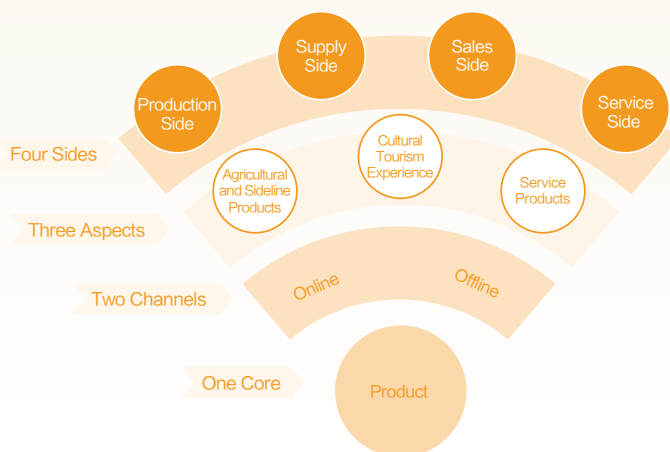 Supply
Side
Sales
Side
Production
Side
Service
Side
Four Sides
Cultural
Tourism
Experience
Agricultural
and Sideline
Products
Service
Products
Three Aspects
Two Channels
Online
Offline
One Core
Product